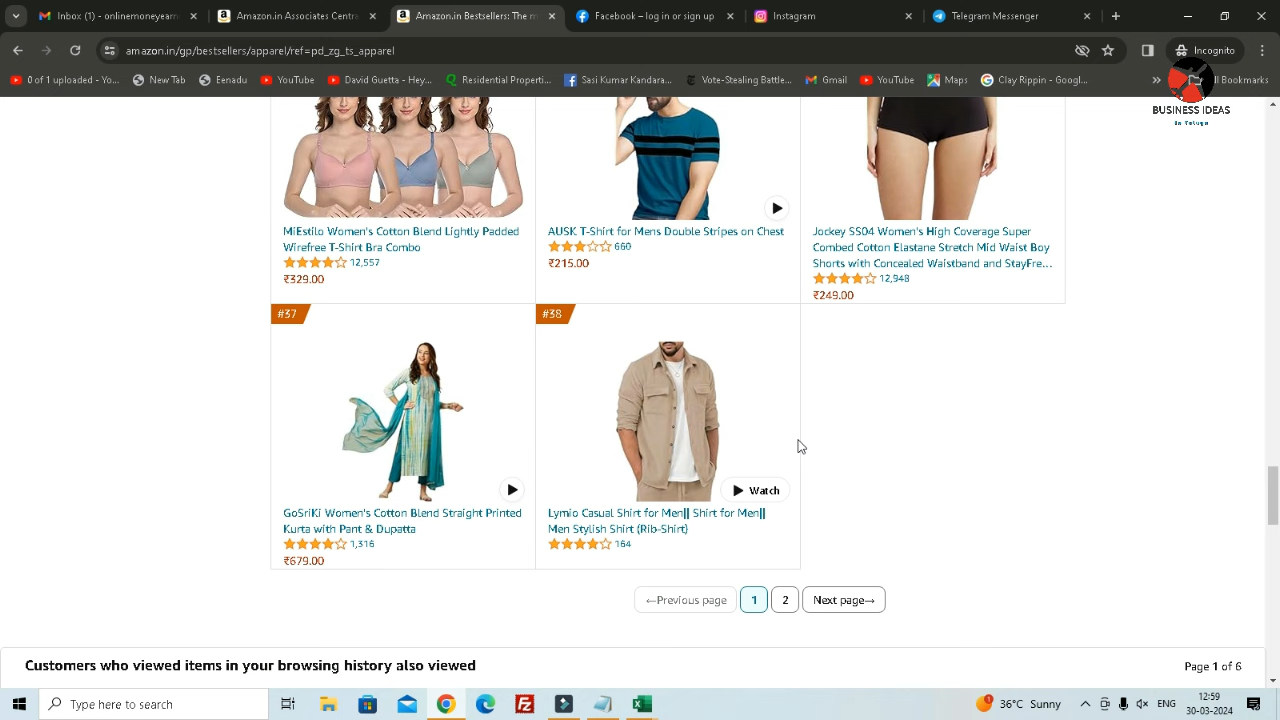 Inbox (1) - onlinemoneyearn
Amazon.in Associates Centr
Amazon.in Bestsellers: The m
Facebook – log in or sign up
Instagram
Telegram Messenger
amazon.in/gp/bestsellers/apparel/ref=pd_zg_ts_apparel
Incognito
0 of 1 uploaded - Yo...
New Tab
Eenadu
YouTube
David Guetta - Hey...
Residential Properti...
Sasi Kumar Kandara...
Vote-Stealing Battle...
Gmail
YouTube
Maps
Clay Rippin - Googl...
ll Bookmarks
BUSINESS IDEAS
In Telugu
MiEstilo Women's Cotton Blend Lightly Padded
Wirefree T-Shirt Bra Combo
12,557
₹329.00
AUSK T-Shirt for Mens Double Stripes on Chest
660
₹215.00
Jockey SS04 Women's High Coverage Super
Combed Cotton Elastane Stretch Mid Waist Boy
Shorts with Concealed Waistband and StayFre...
12,948
₹249.00
#37
#38
Watch
GoSriKi Women's Cotton Blend Straight Printed
Kurta with Pant & Dupatta
1,316
₹679.00
Lymio Casual Shirt for Men|| Shirt for Men||
Men Stylish Shirt (Rib-Shirt)
164
←Previous page
1
2
Next page→
Customers who viewed items in your browsing history also viewed
Page 1 of 6
Type here to search
36°C Sunny
ENG
12:59
30-03-2024